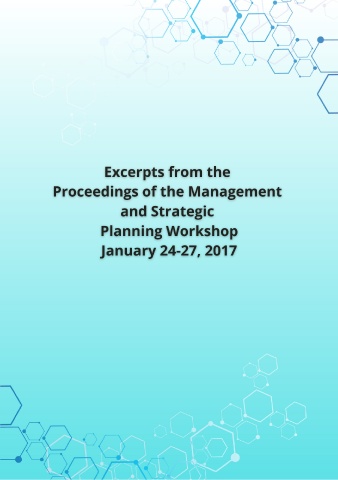 Excerpts from the
Proceedings of the Management
and Strategic
Planning Workshop
January 24-27, 2017